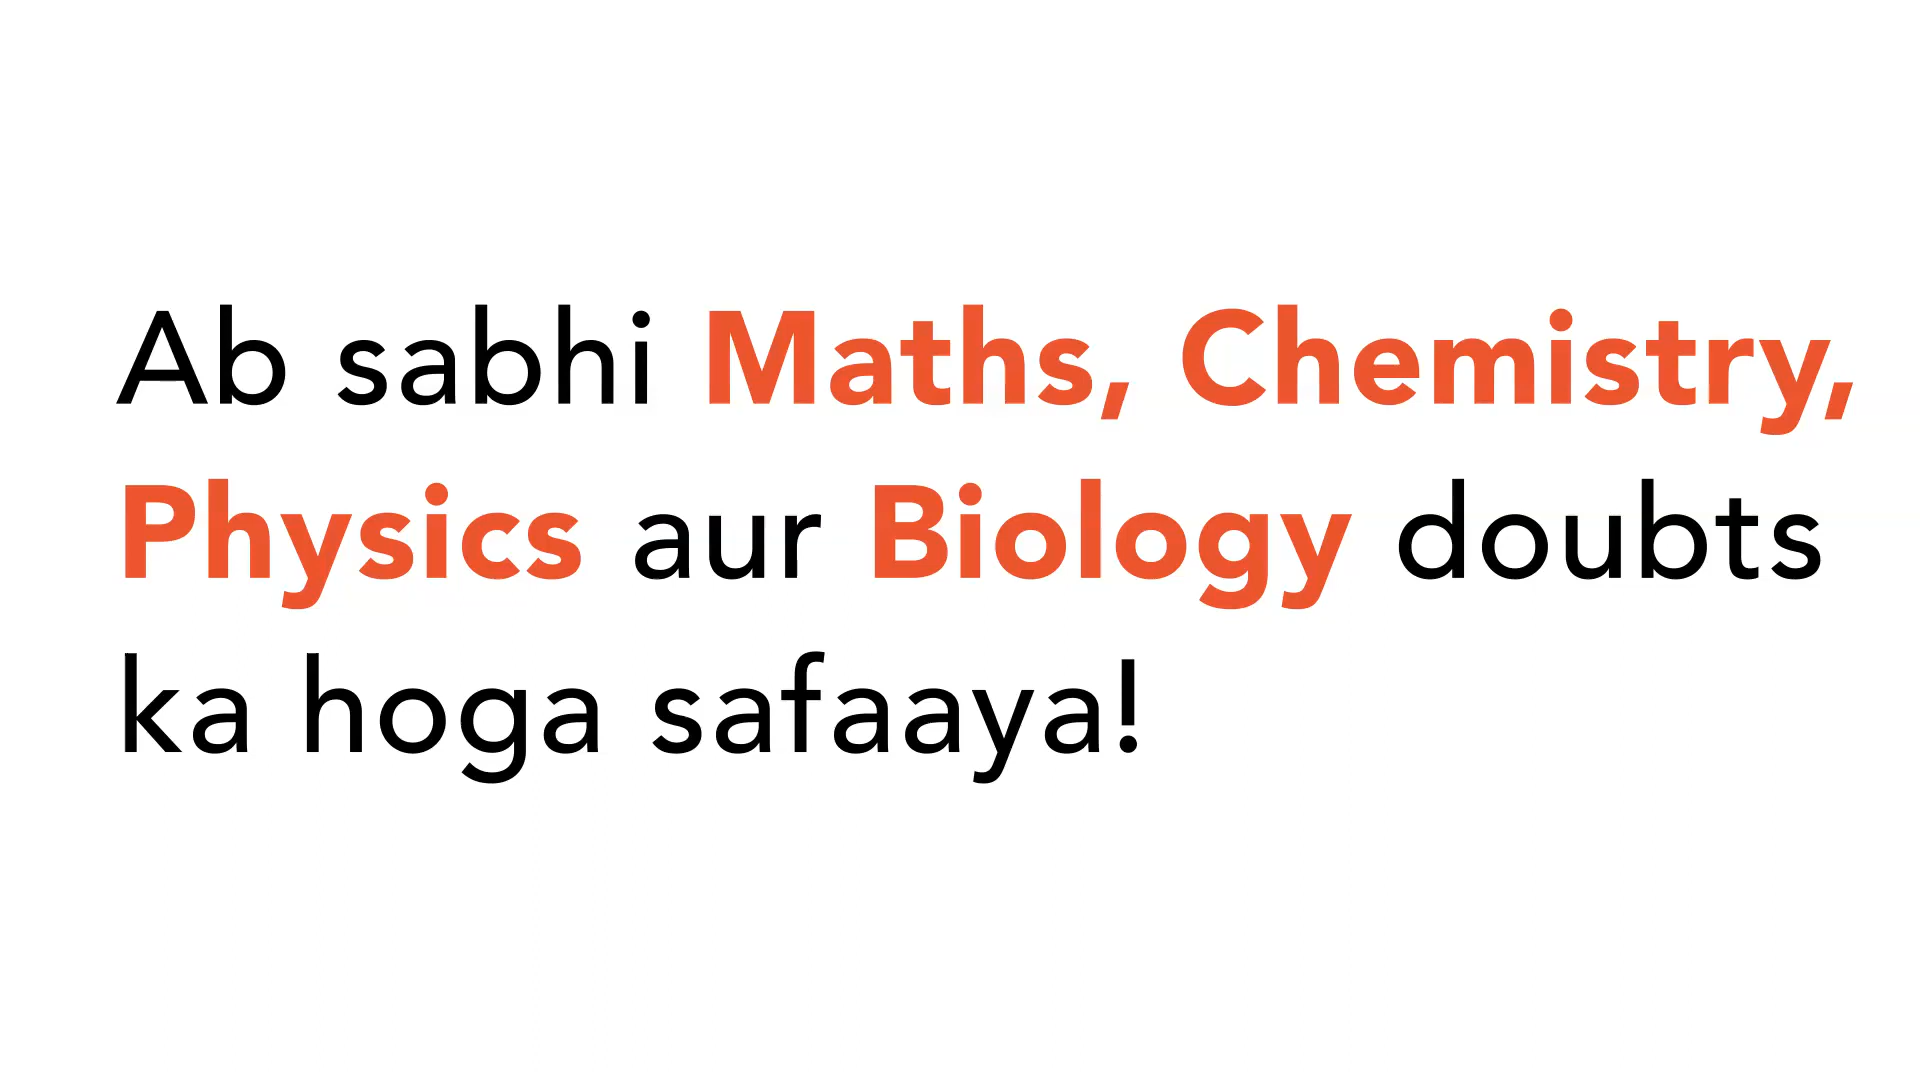 Ab sabhi Maths, Chemistry,
Physics aur Biology doubts
ka hoga safaaya!